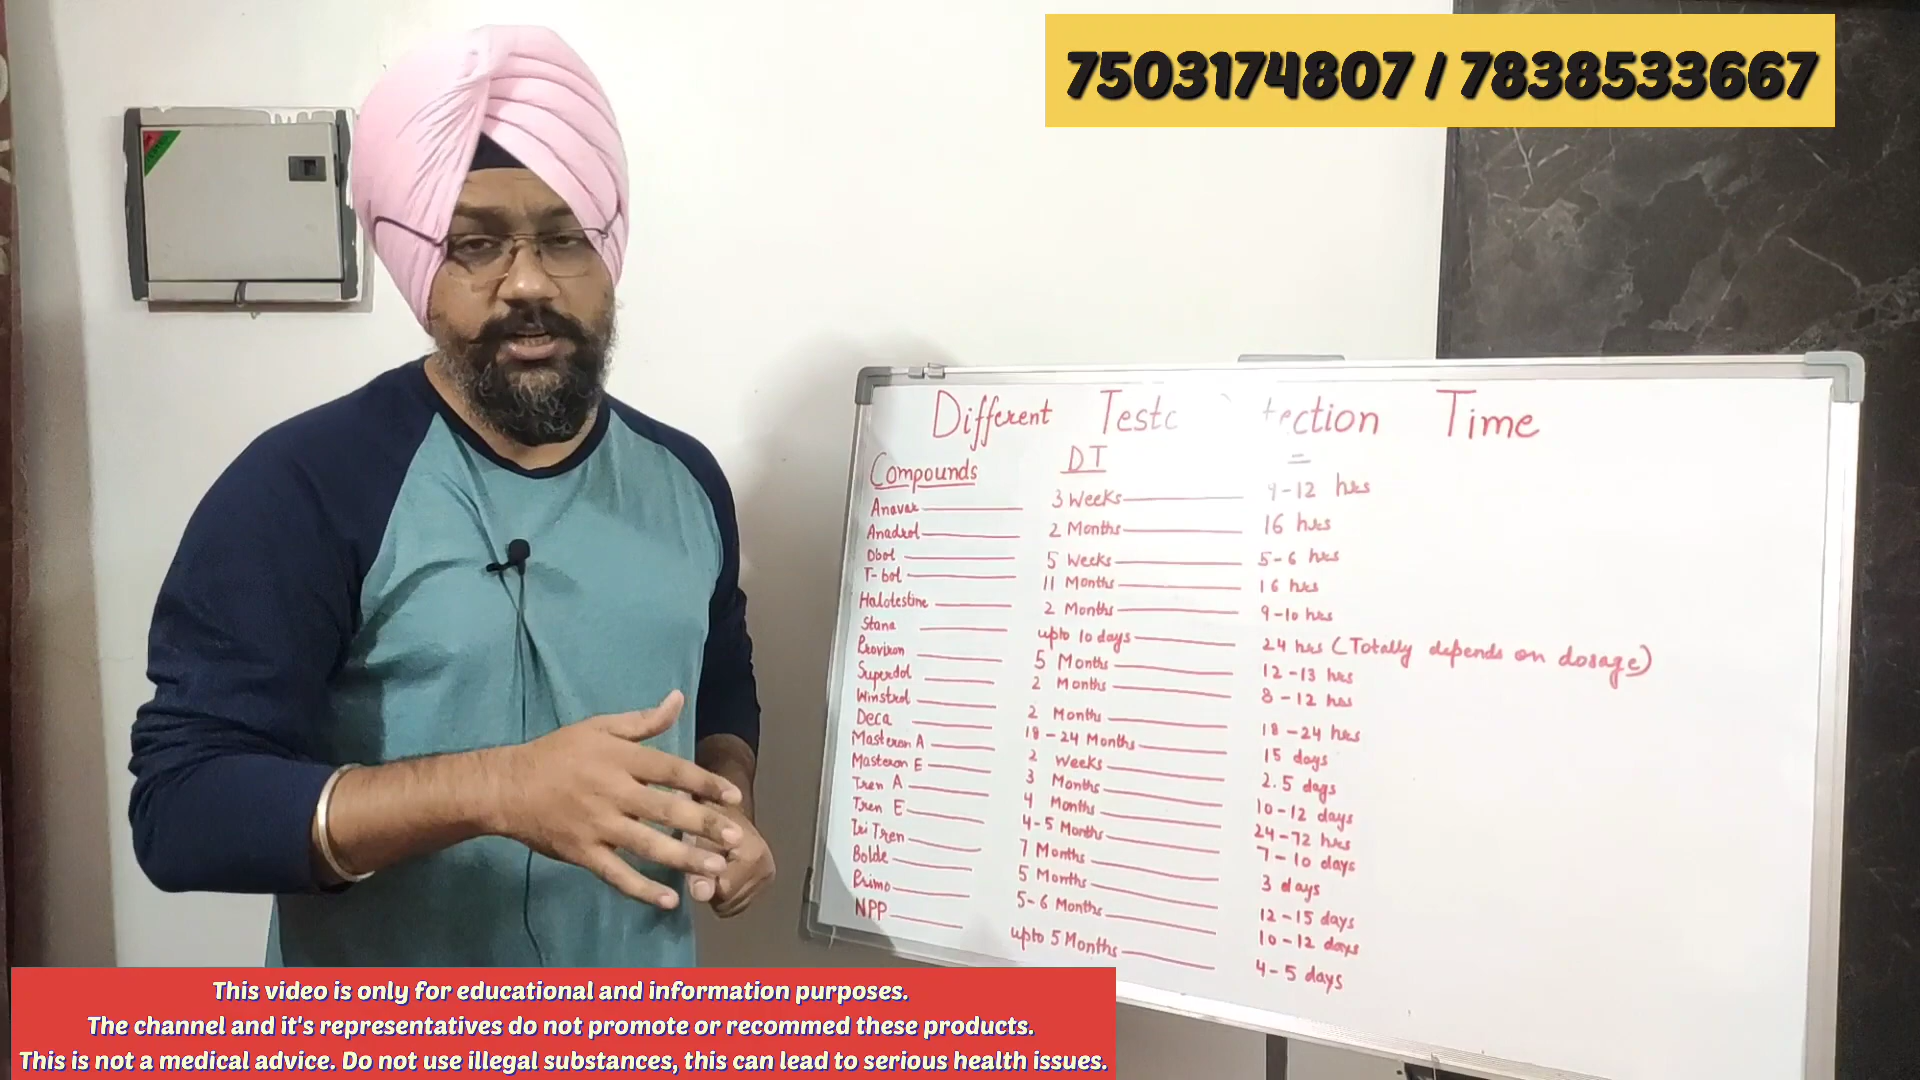 7503174807 / 7838533667
Different Time
Compounds DT
Anavar 3 Weeks 9-12 hrs
Anadrol 2 Months 16 hrs
Dbol 5 Weeks 5-6 hrs
T-bol 11 Months 16 hrs
Halotestine 2 Months 9-10 hrs
Stana upto 10 days 24 hrs (Totally depends on dosage)
Proviron 5 Months 12-13 hrs
Superdol 2 Months 8-12 hrs
Winstrol 2 Months 18-24 hrs
Deca 18-24 Months 15 days
Masteron A 2 Weeks 2.5 days
Masteron E 3 Months 10-12 days
Tren A 4 Months 24-72 hrs
Tren E 4-5 Months 7-10 days
Tri Tren 7 Months 3 days
Bolde 5 Months 12-15 days
Primo 5-6 Months 10-12 days
NPP upto 5 Months 4-5 days
This video is only for educational and information purposes.
The channel and it's representatives do not promote or recommed these products.
This is not a medical advice. Do not use illegal substances, this can lead to serious health issues.